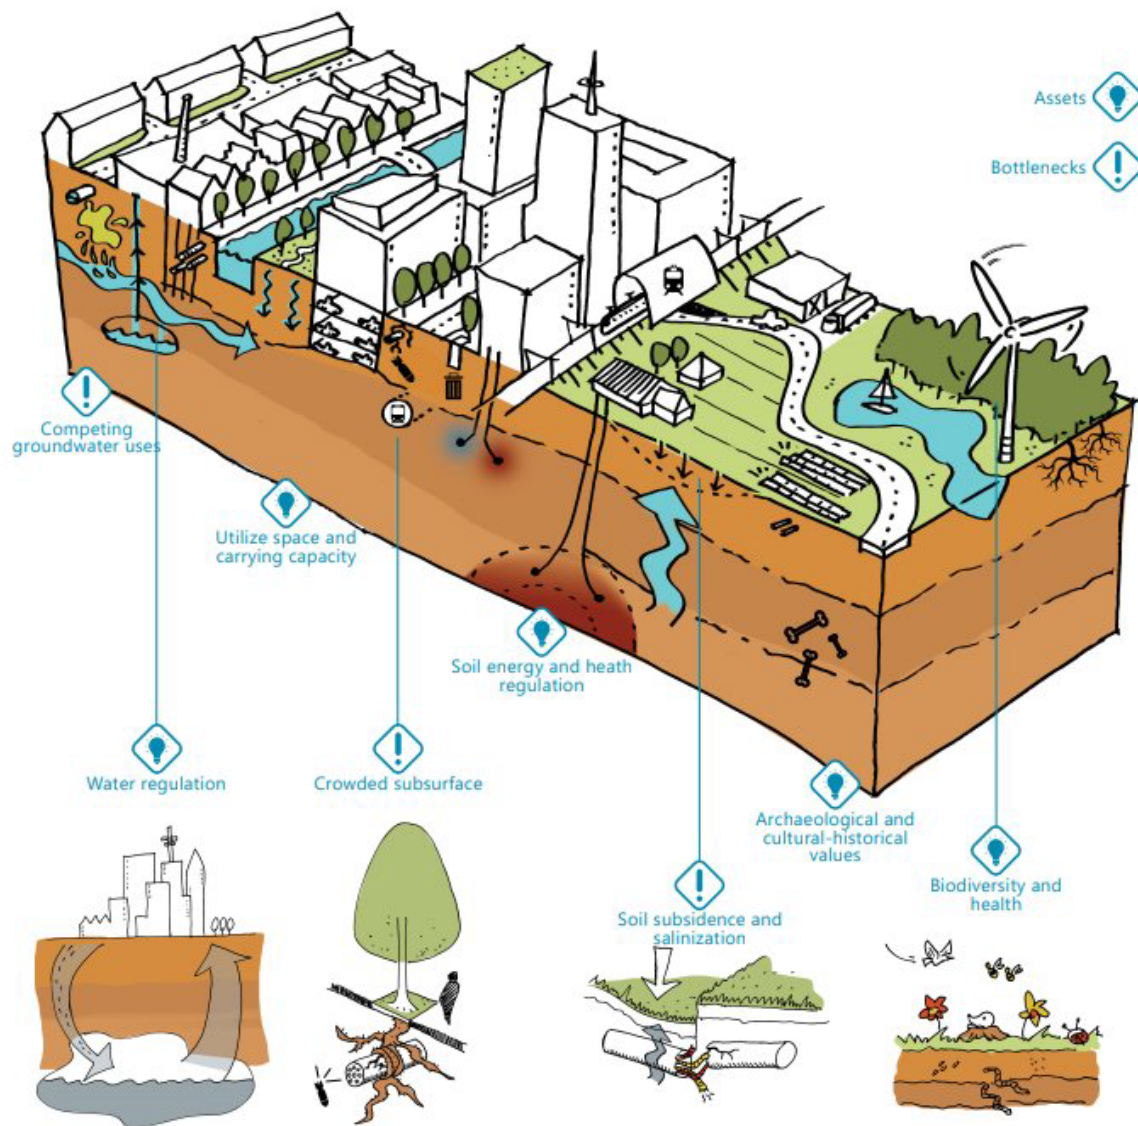 Assets
Bottlenecks
Competing
groundwater uses
Utilize space and
carrying capacity
Soil energy and heath
regulation
Water regulation
Crowded subsurface
Archaeological and
cultural-historical
values
Soil subsidence and
salinization
Biodiversity and
health